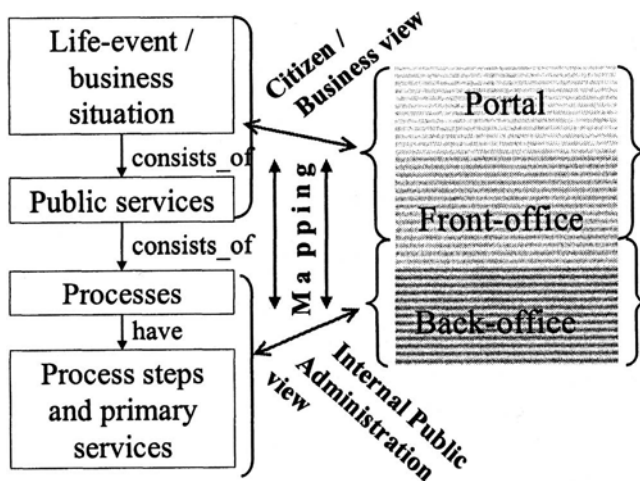 Life-event /
business
situation
consists_of
Public services
consists_of
Processes
have
Process steps
and primary
services
Citizen /
Business view
Mapping
Internal Public
Administration
view
Portal
Front-office
Back-office